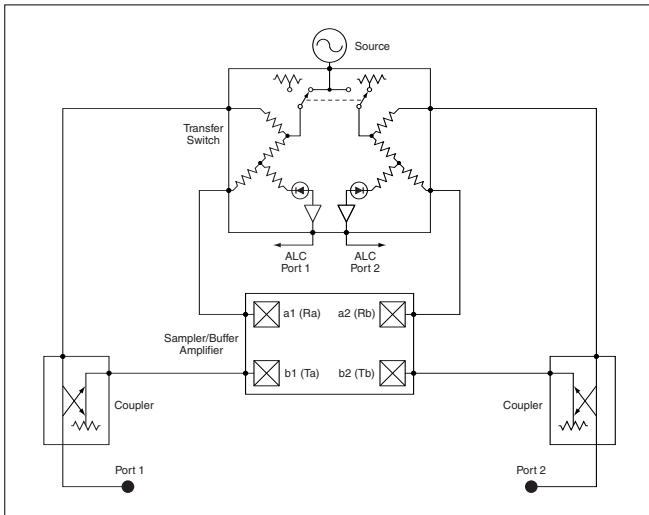 Source
Transfer
Switch
ALC
Port 1
ALC
Port 2
a1 (Ra)
a2 (Rb)
Sampler/Buffer
Amplifier
b1 (Ta)
b2 (Tb)
Coupler
Coupler
Port 1
Port 2